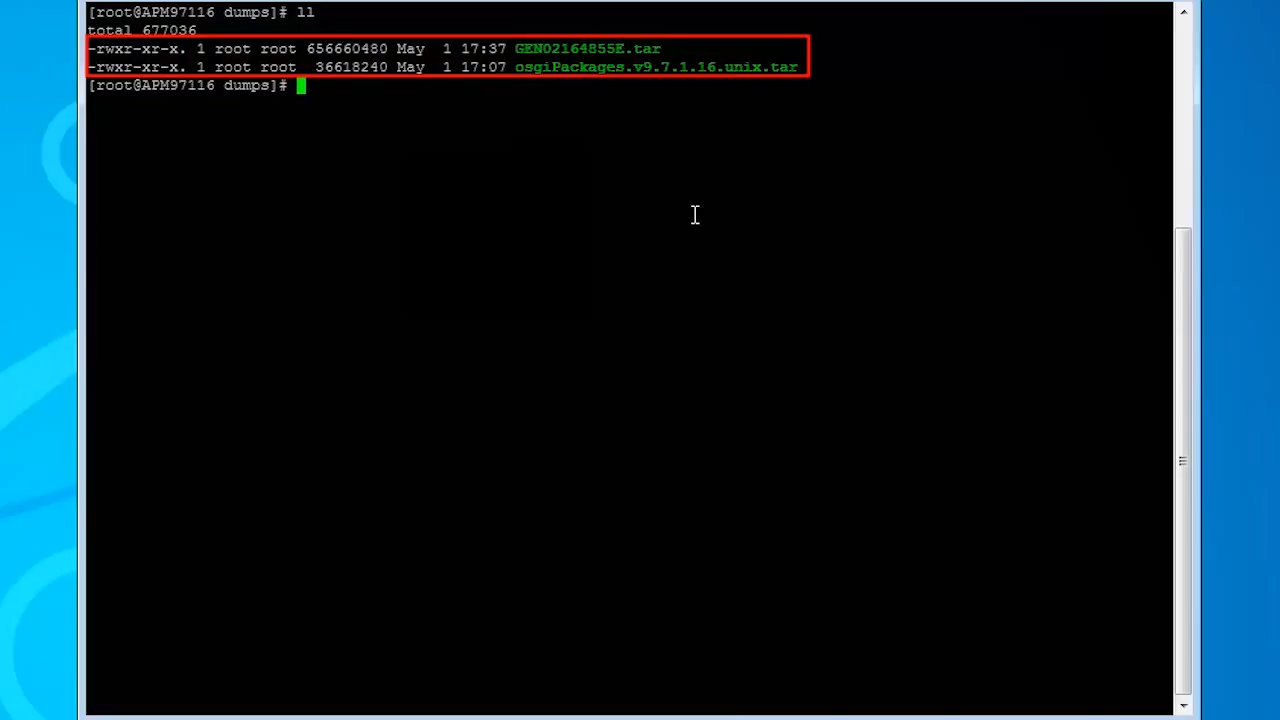 [root@APM97116 dumps]# ll
total 677036
-rwxr-xr-x. 1 root root 656660480 May  1 17:37 GEN02164855E.tar
-rwxr-xr-x. 1 root root  36618240 May  1 17:07 osgiPackages.v9.7.1.16.unix.tar
[root@APM97116 dumps]#